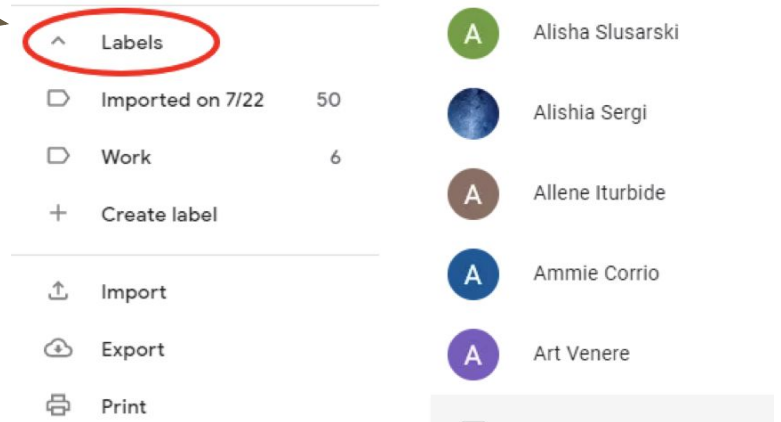 Labels
Imported on 7/22 50
Work 6
Create label
Import
Export
Print
A Alisha Slusarski
Alishia Sergi
A Allene Iturbide
A Ammie Corrio
A Art Venere